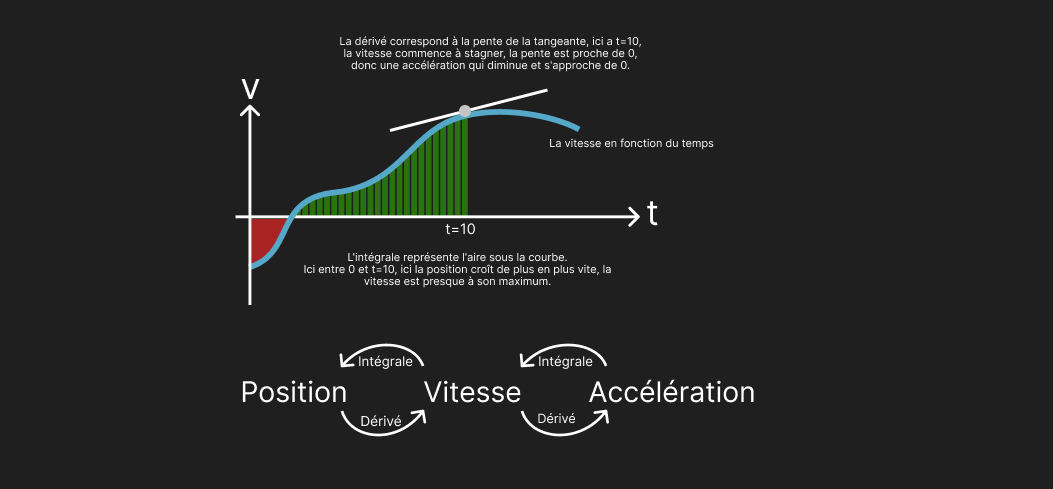 La dérivé correspond à la pente de la tangeante, ici a t=10,
la vitesse commence à stagner, la pente est proche de 0,
donc une accélération qui diminue et s'approche de 0.
v
La vitesse en fonction du temps
t
t=10
L'intégrale représente l'aire sous la courbe.
Ici entre 0 et t=10, ici la position croît de plus en plus vite, la
vitesse est presque à son maximum.
Intégrale
Intégrale
Position
Vitesse
Accélération
Dérivé
Dérivé